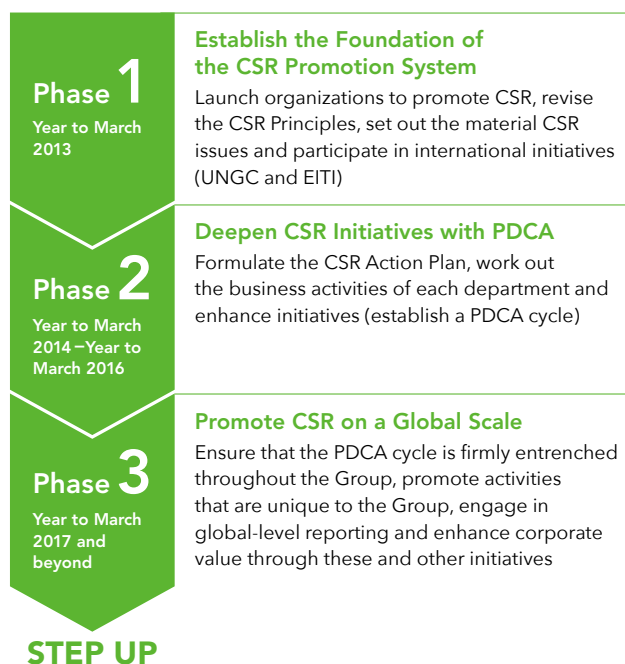 Phase 1
Year to March
2013
Establish the Foundation of
the CSR Promotion System
Launch organizations to promote CSR, revise
the CSR Principles, set out the material CSR
issues and participate in international initiatives
(UNGC and EITI)
Phase 2
Year to March
2014–Year to
March 2016
Deepen CSR Initiatives with PDCA
Formulate the CSR Action Plan, work out
the business activities of each department and
enhance initiatives (establish a PDCA cycle)
Phase 3
Year to March
2017 and
beyond
Promote CSR on a Global Scale
Ensure that the PDCA cycle is firmly entrenched
throughout the Group, promote activities
that are unique to the Group, engage in
global-level reporting and enhance corporate
value through these and other initiatives
STEP UP